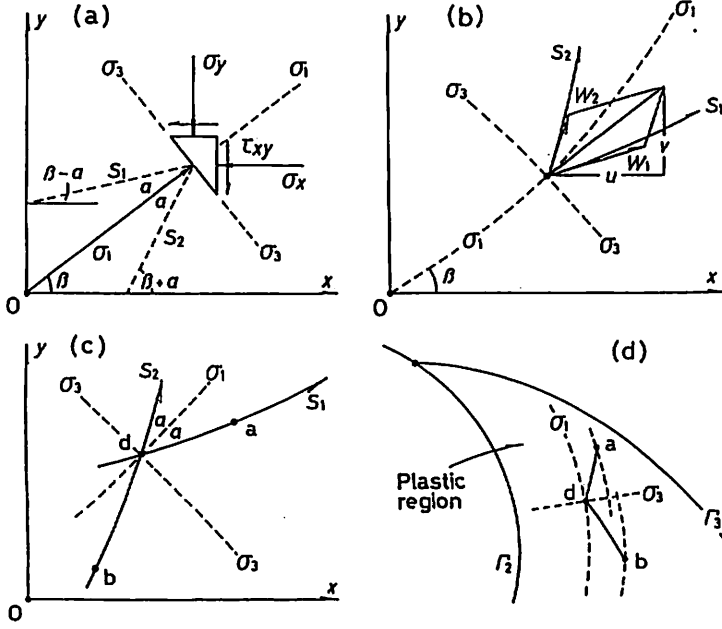 y (a)
σy
σ3
σ1
τxy
σx
β-a
S1
a
a
S2
σ1
σ3
β
β+a
O
x
y (b)
σ1
S2
σ3
W2
S1
W1
v
u
σ1
σ3
β
O
x
y (c)
σ3
S2
σ1
S1
a
a
a
d
σ3
b
O
x
(d)
σ1
a
Plastic
region
d
σ3
Γ3
b
Γ2